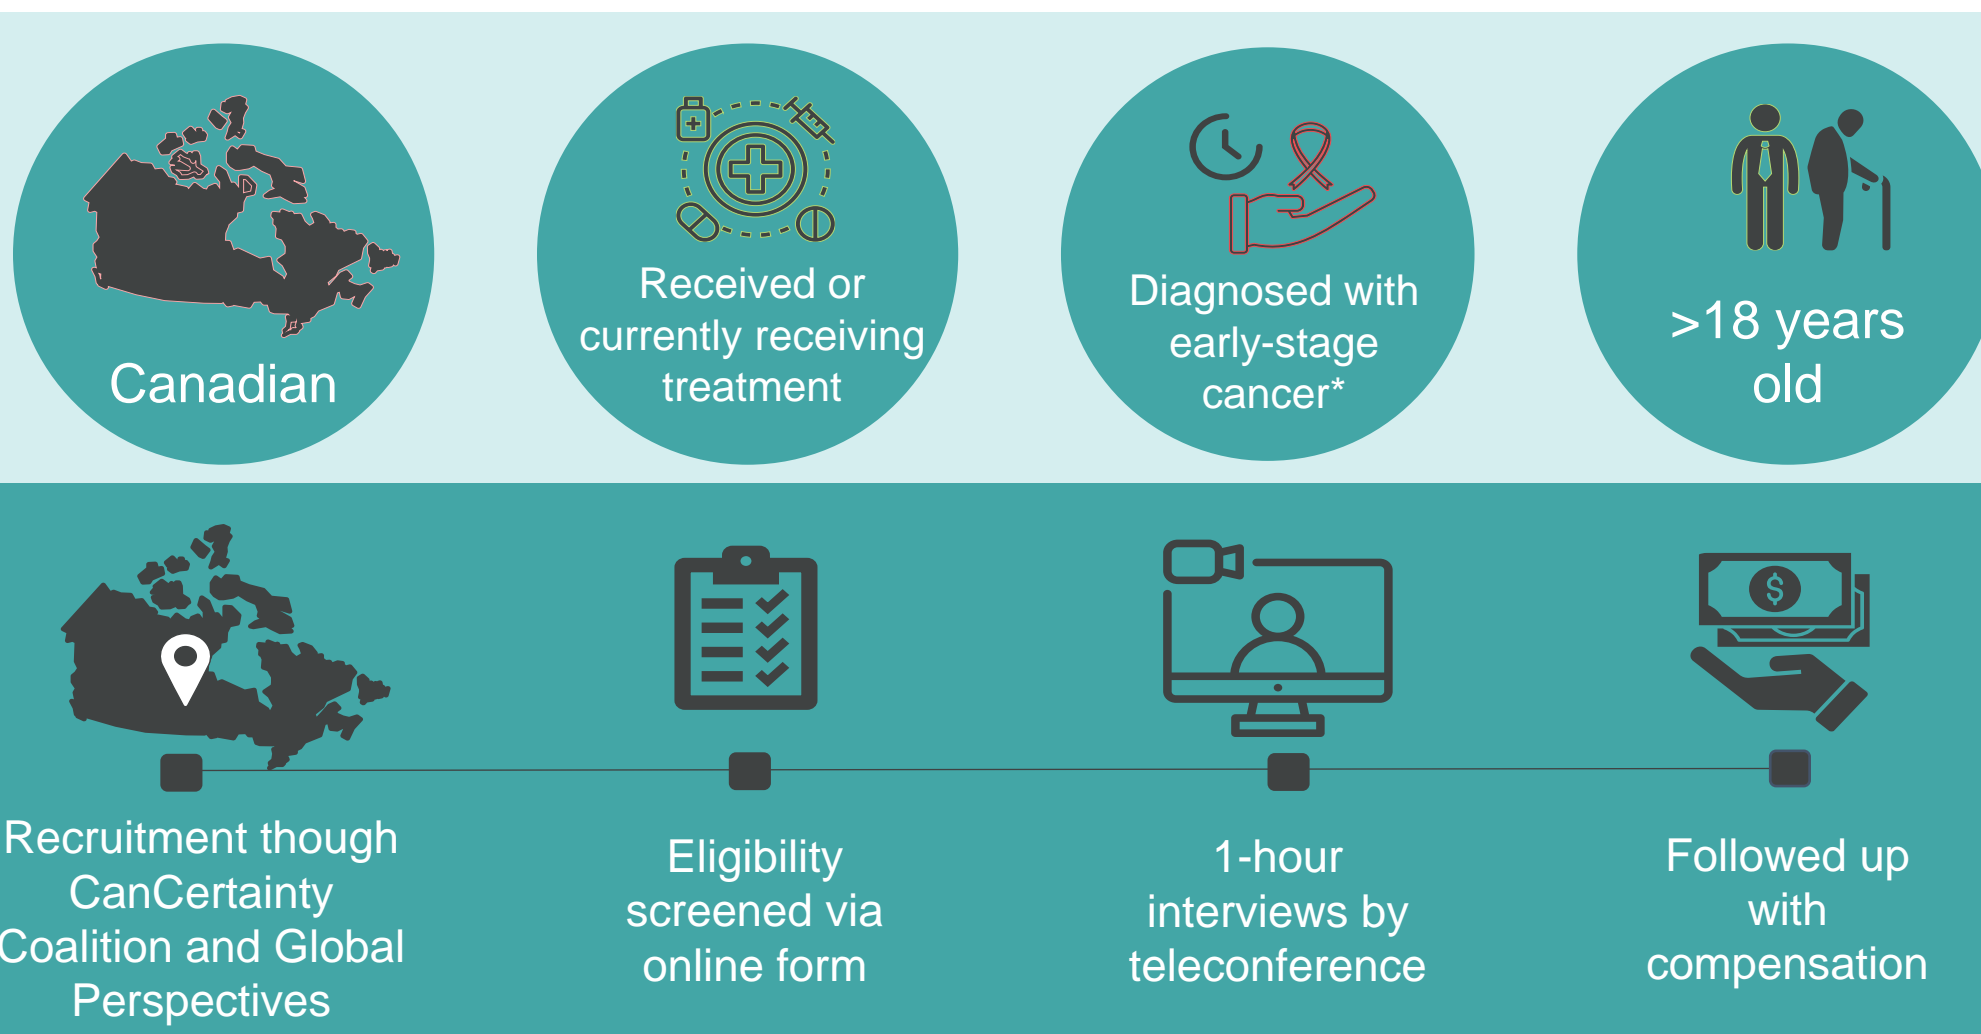 Canadian
Received or
currently receiving
treatment
Diagnosed with
early-stage
cancer*
>18 years
old
$
Recruitment though
CanCertainty
Coalition and Global
Perspectives
Eligibility
screened via
online form
1-hour
interviews by
teleconference
Followed up
with
compensation